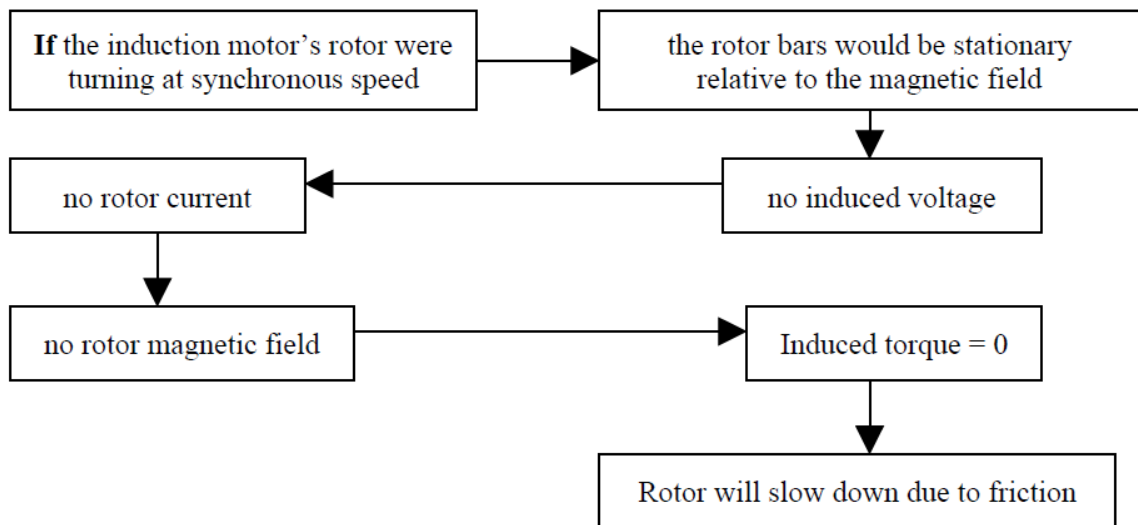 If the induction motor’s rotor were
turning at synchronous speed
the rotor bars would be stationary
relative to the magnetic field
no induced voltage
no rotor current
no rotor magnetic field
Induced torque = 0
Rotor will slow down due to friction